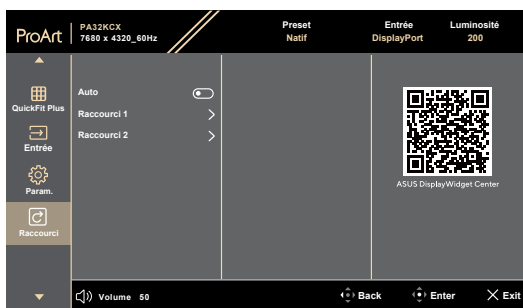 ProArt
PA32KCX
7680 x 4320_60Hz
Preset
Natif
Entrée
DisplayPort
Luminosité
200
QuickFit Plus
Entrée
Param.
Raccourci
Auto
Raccourci 1
Raccourci 2
ASUS DisplayWidget Center
Volume 50
Back
Enter
Exit